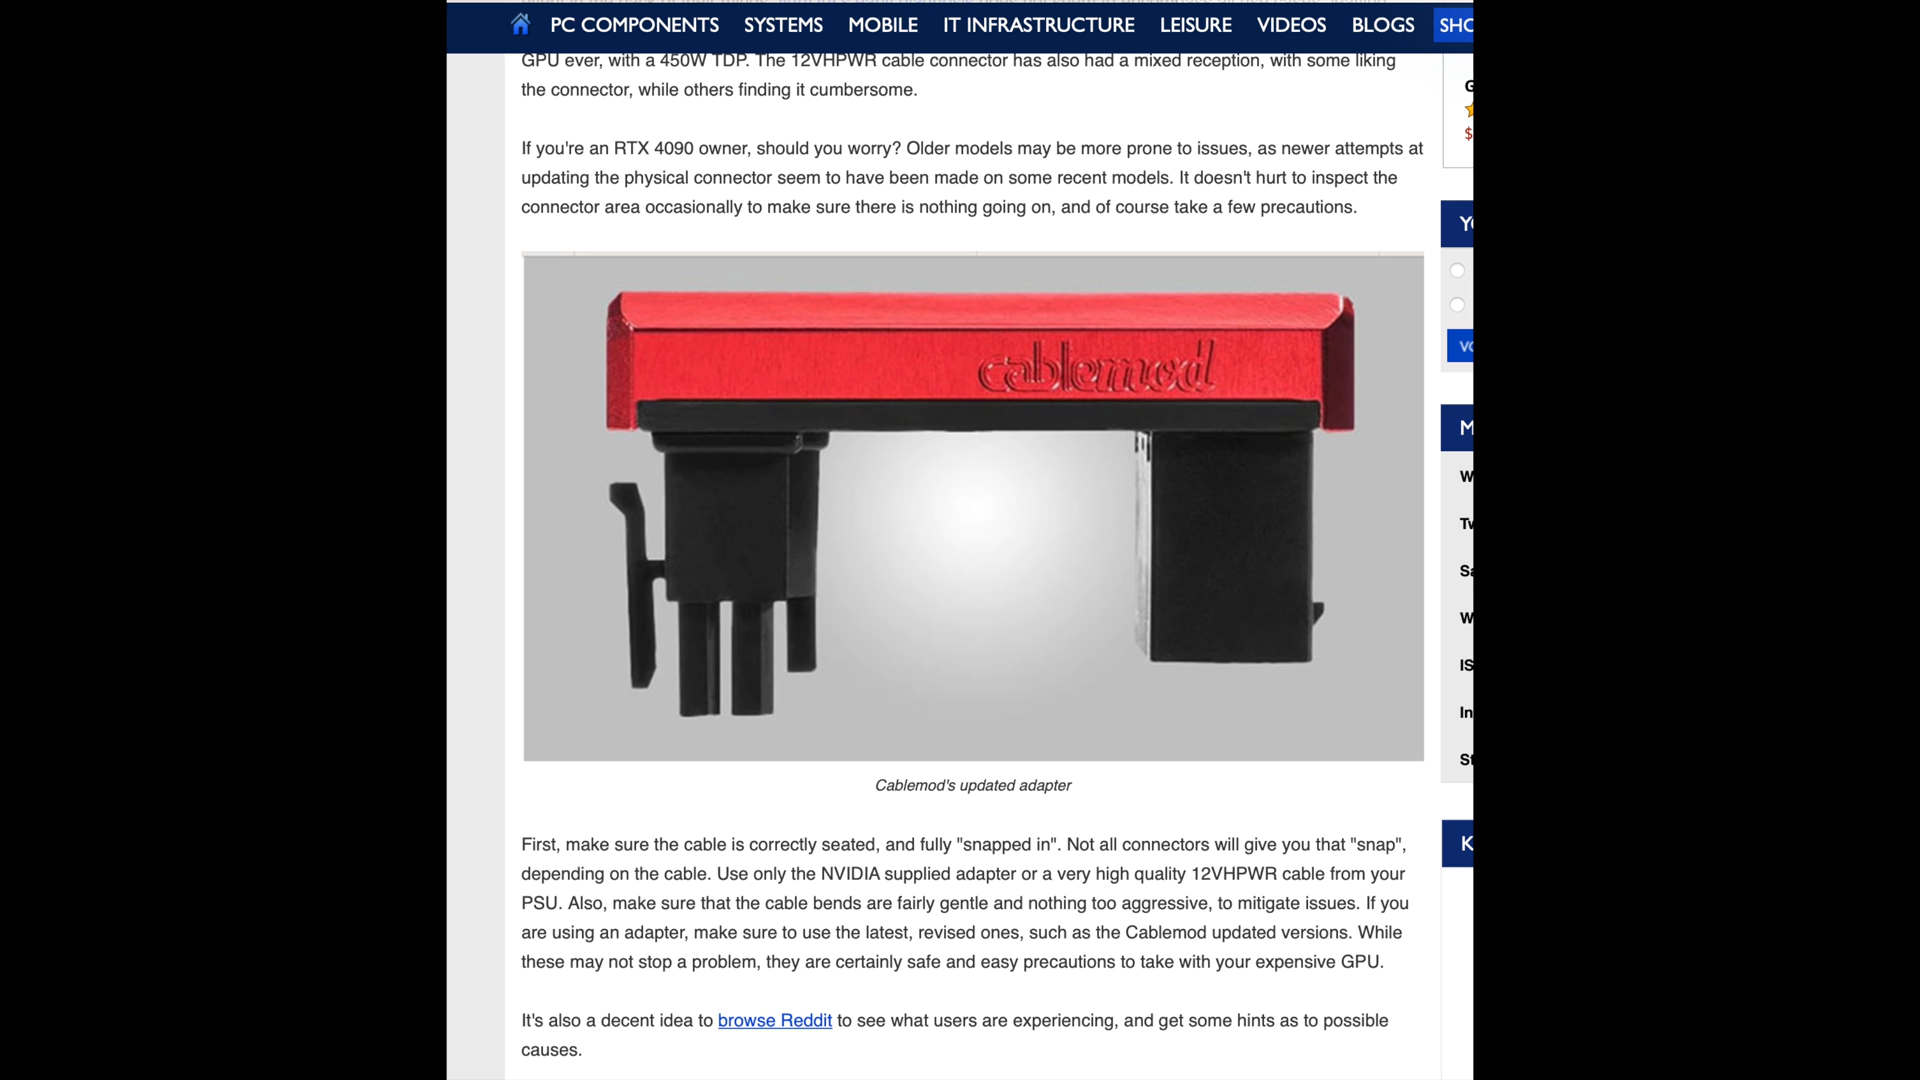 PC COMPONENTS SYSTEMS MOBILE IT INFRASTRUCTURE LEISURE VIDEOS BLOGS
GPU ever, with a 450W TDP. The 12VHPWR cable connector has also had a mixed reception, with some liking
the connector, while others finding it cumbersome.
If you're an RTX 4090 owner, should you worry? Older models may be more prone to issues, as newer attempts at
updating the physical connector seem to have been made on some recent models. It doesn't hurt to inspect the
connector area occasionally to make sure there is nothing going on, and of course take a few precautions.
cablemod
Cablemod's updated adapter
First, make sure the cable is correctly seated, and fully "snapped in". Not all connectors will give you that "snap",
depending on the cable. Use only the NVIDIA supplied adapter or a very high quality 12VHPWR cable from your
PSU. Also, make sure that the cable bends are fairly gentle and nothing too aggressive, to mitigate issues. If you
are using an adapter, make sure to use the latest, revised ones, such as the Cablemod updated versions. While
these may not stop a problem, they are certainly safe and easy precautions to take with your expensive GPU.
It's also a decent idea to browse Reddit to see what users are experiencing, and get some hints as to possible
causes.